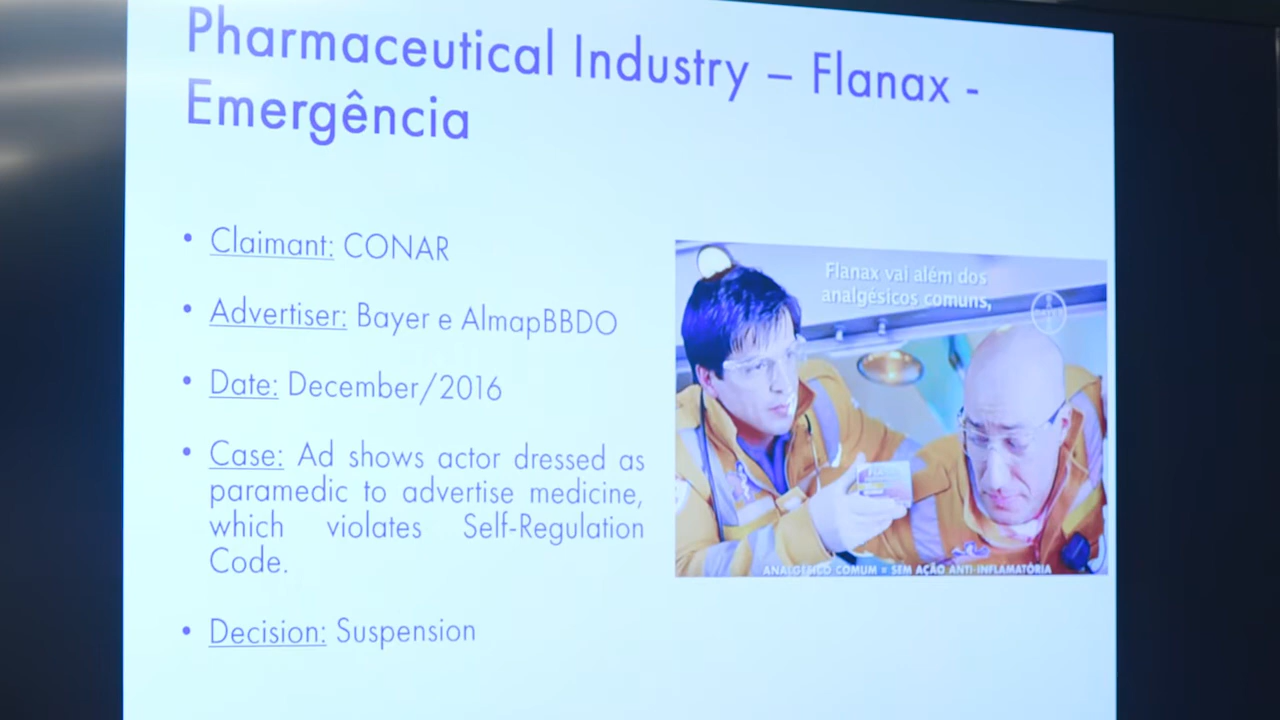 Pharmaceutical Industry – Flanax -
Emergência
• Claimant: CONAR
• Advertiser: Bayer e AlmapBBDO
• Date: December/2016
• Case: Ad shows actor dressed as
paramedic to advertise medicine,
which violates Self-Regulation
Code.
• Decision: Suspension
Flanax vai além dos
analgésicos comuns,
ANALGÉSICO COMUM = SEM AÇÃO ANTI-INFLAMATÓRIA